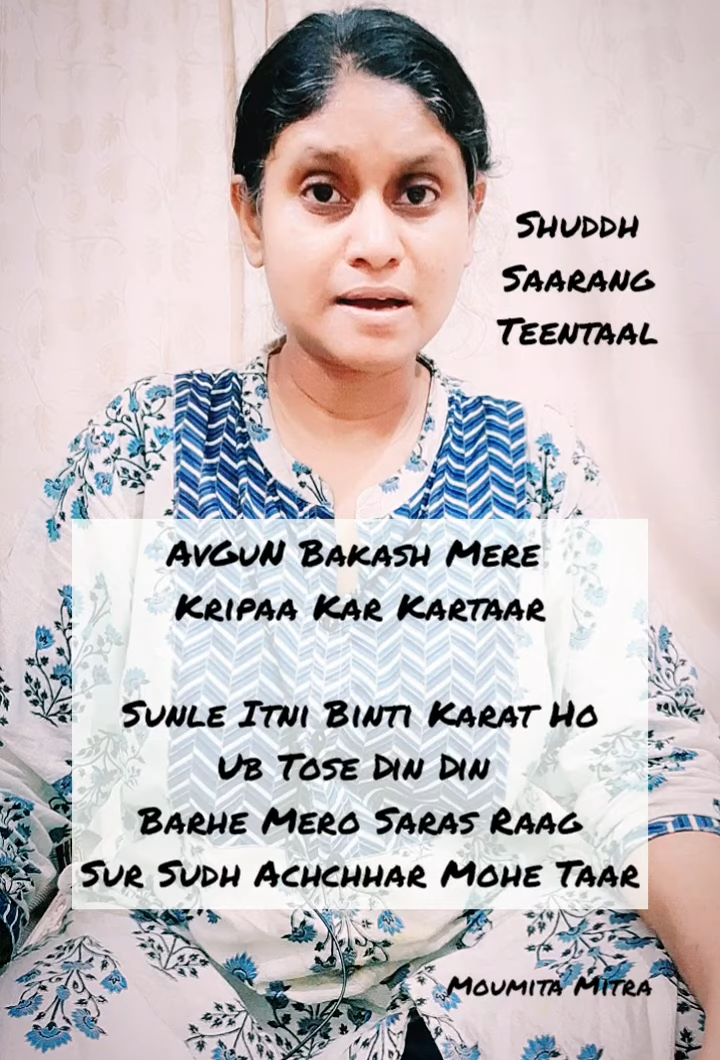 Shuddh
Saarang
Teentaal
AvGuN Bakash Mere
Kripaa Kar Kartaar
Sunle Itni Binti Karat Ho
Ub Tose Din Din
Barhe Mero Saras Raag
Sur Sudh Achchhar Mohe Taar
Moumita Mitra